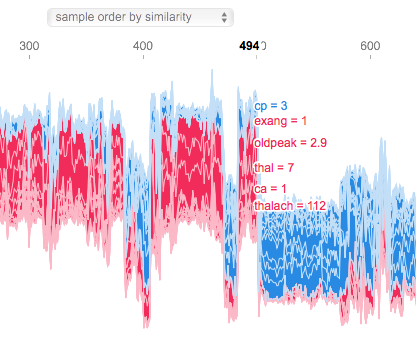 sample order by similarity
300 400 494 600
cp = 3
exang = 1
oldpeak = 2.9
thal = 7
ca = 1
thalach = 112